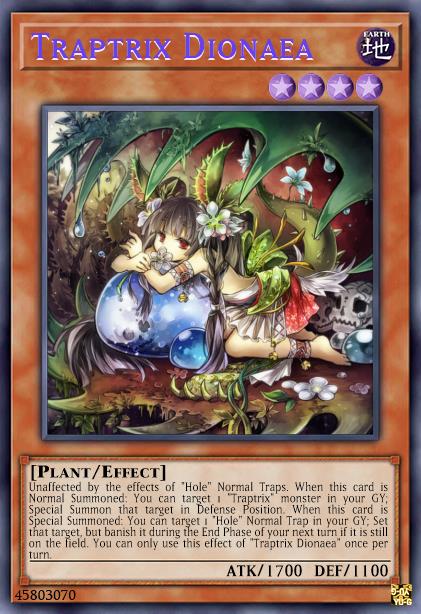 Traptrix Dionaea
EARTH
地
[Plant/Effect]
Unaffected by the effects of "Hole" Normal Traps. When this card is
Normal Summoned: You can target 1 "Traptrix" monster in your GY;
Special Summon that target in Defense Position. When this card is
Special Summoned: You can target 1 "Hole" Normal Trap in your GY; Set
that target, but banish it during the End Phase of your next turn if it is still
on the field. You can only use this effect of "Traptrix Dionaea" once per
turn.
ATK/1700 DEF/1100
45803070